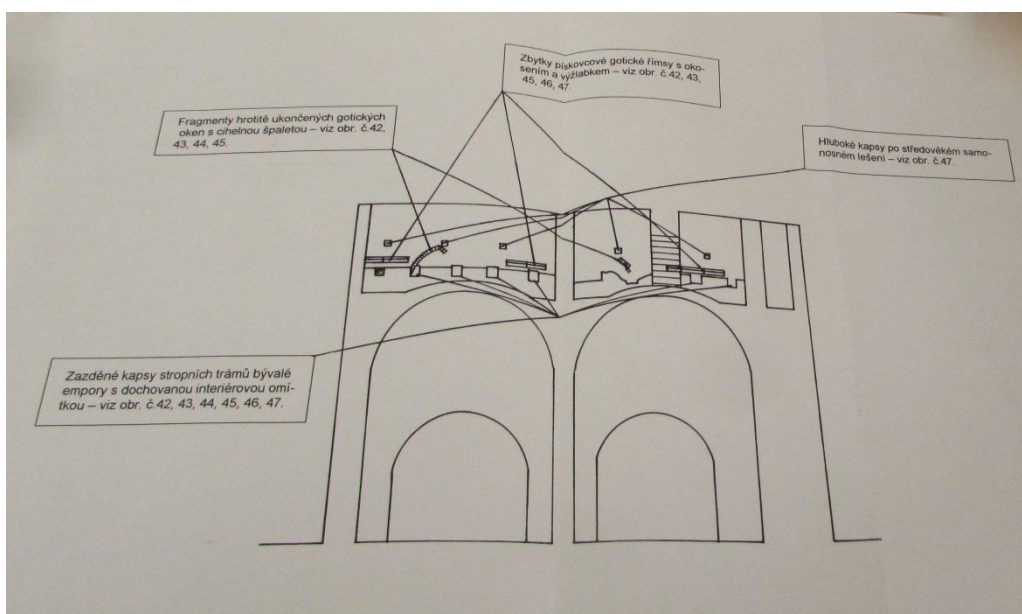 Zbytky pískovcové gotické římsy s oko-
sením a výžlabkem – viz obr. č.42, 43,
45, 46, 47.
Fragmenty hrotitě ukončených gotických
oken s cihelnou špaletou – viz obr. č.42,
43, 44, 45.
Hluboké kapsy po středověkém samo-
nosném lešení – viz obr. č.47.
Zazděné kapsy stropních trámů bývalé
empory s dochovanou interiérovou omí-
tkou – viz obr. č.42, 43, 44, 45, 46, 47.